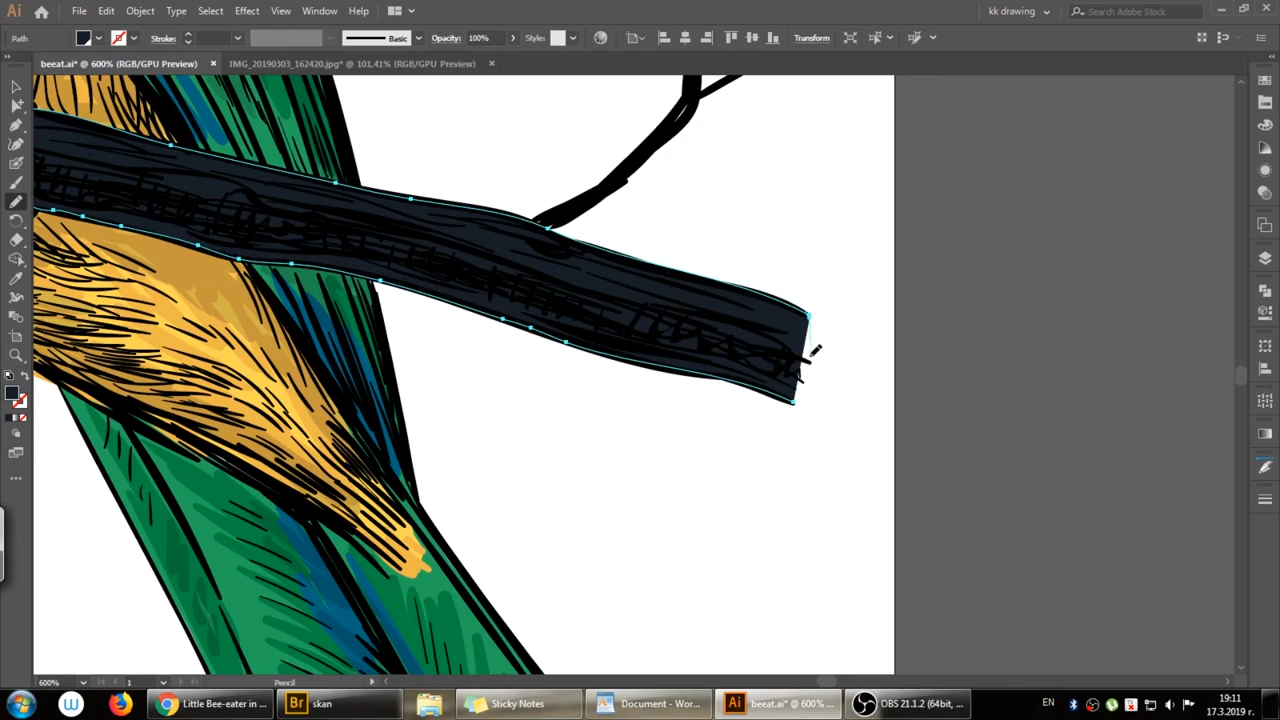 Ai File Edit Object Type Select Effect View Window Help kk drawing Search Adobe Stock
Path Stroke: Basic Opacity: 100% Style: Transform
beeat.ai* @ 600% (RGB/GPU Preview) × IMG_20190303_162420.jpg* @ 101,41% (RGB/GPU Preview) ×
600% 1 Pencil
W Little Bee-eater in ... Br skan Sticky Notes Document - Wor... Ai beeat.ai* @ 600% ... OBS 21.1.2 (64bit, ... EN 19:11
17.3.2019 г.